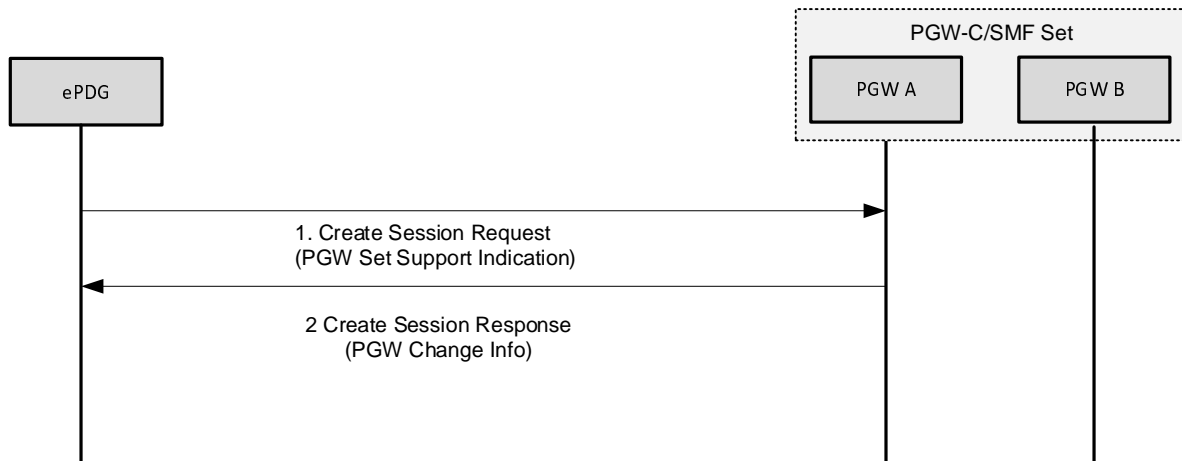 PGW-C/SMF Set
ePDG
PGW A
PGW B
1. Create Session Request
(PGW Set Support Indication)
2 Create Session Response
(PGW Change Info)